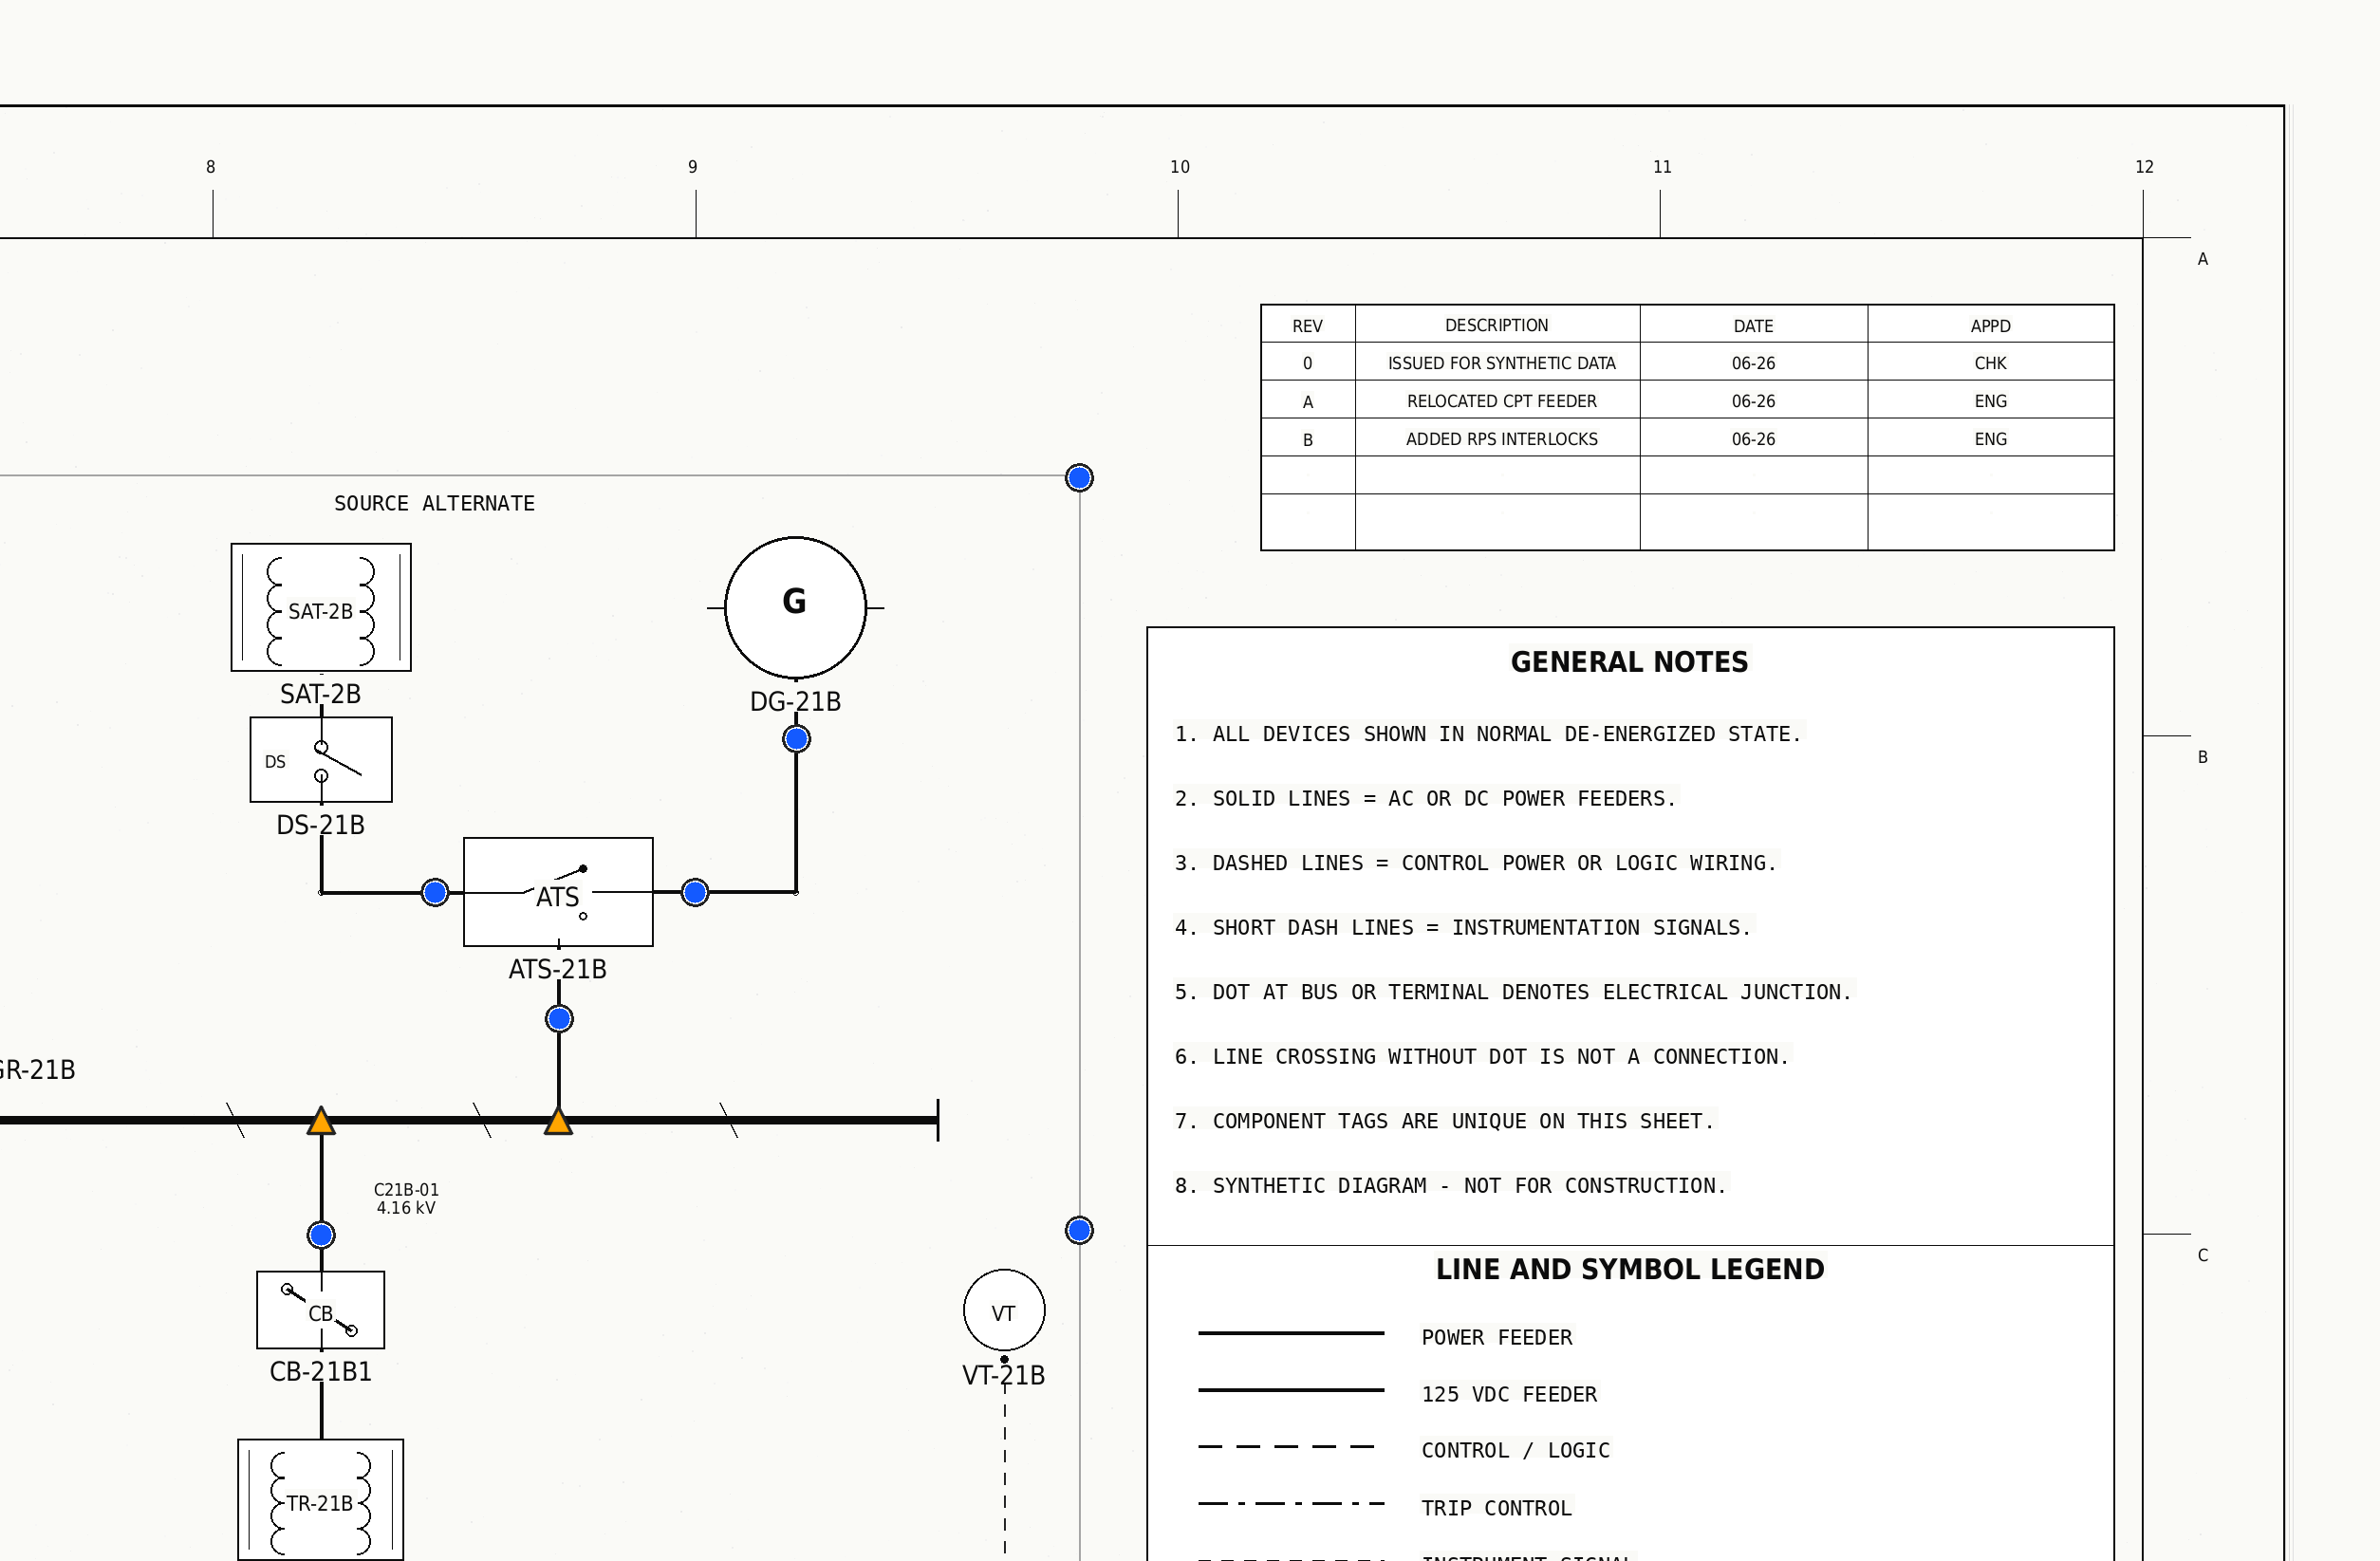 8 9 10 11 12
A
REV DESCRIPTION DATE APPD
0 ISSUED FOR SYNTHETIC DATA 06-26 CHK
A RELOCATED CPT FEEDER 06-26 ENG
B ADDED RPS INTERLOCKS 06-26 ENG
SOURCE ALTERNATE
SAT-2B
SAT-2B
G
DG-21B
DS
DS-21B
ATS
ATS-21B
GR-21B
C21B-01
4.16 kV
CB
CB-21B1
VT
VT-21B
TR-21B
GENERAL NOTES
1. ALL DEVICES SHOWN IN NORMAL DE-ENERGIZED STATE.
2. SOLID LINES = AC OR DC POWER FEEDERS.
3. DASHED LINES = CONTROL POWER OR LOGIC WIRING.
4. SHORT DASH LINES = INSTRUMENTATION SIGNALS.
5. DOT AT BUS OR TERMINAL DENOTES ELECTRICAL JUNCTION.
6. LINE CROSSING WITHOUT DOT IS NOT A CONNECTION.
7. COMPONENT TAGS ARE UNIQUE ON THIS SHEET.
8. SYNTHETIC DIAGRAM - NOT FOR CONSTRUCTION.
B
C
LINE AND SYMBOL LEGEND
POWER FEEDER
125 VDC FEEDER
CONTROL / LOGIC
TRIP CONTROL
INSTRUMENT SIGNAL